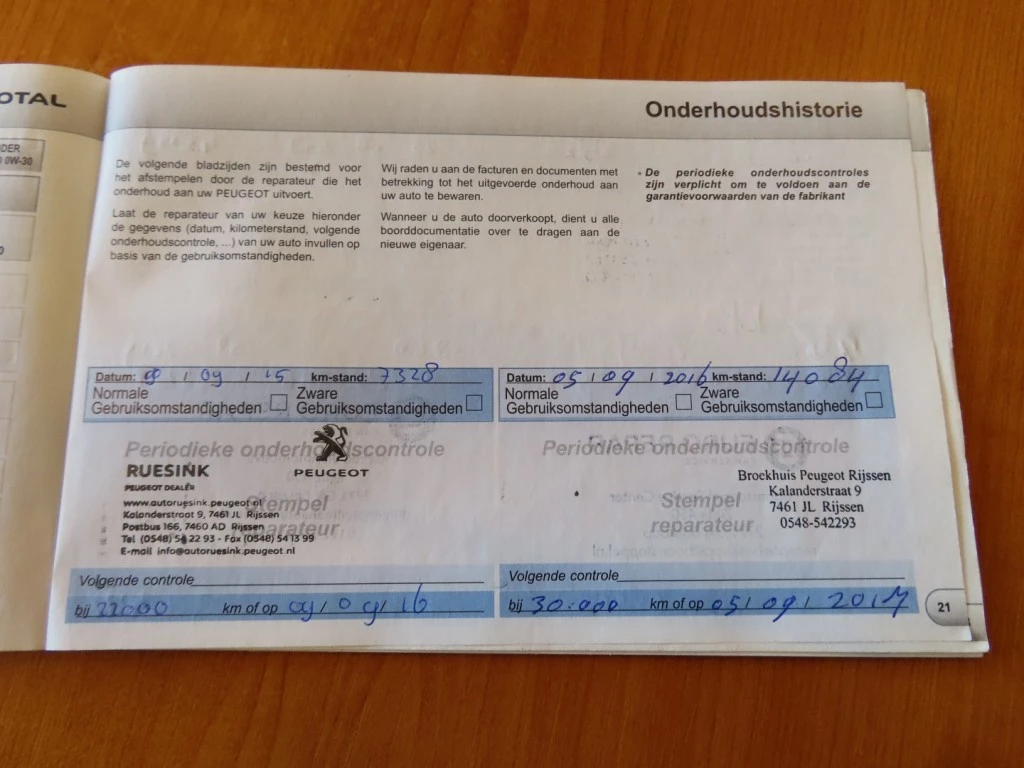 OTAL
Onderhoudshistorie
0W-30
De volgende bladzijden zijn bestemd voor
het afstempelen door de reparateur die het
onderhoud aan uw PEUGEOT uitvoert.
Laat de reparateur van uw keuze hieronder
de gegevens (datum, kilometerstand, volgende
onderhoudscontrole, ...) van uw auto invullen op
basis van de gebruiksomstandigheden.
Wij raden u aan de facturen en documenten met
betrekking tot het uitgevoerde onderhoud aan
uw auto te bewaren.
Wanneer u de auto doorverkoopt, dient u alle
boorddocumentatie over te dragen aan de
nieuwe eigenaar.
• De periodieke onderhoudscontroles
zijn verplicht om te voldoen aan de
garantievoorwaarden van de fabrikant
Datum: / 09 / 15 km-stand: 7328
Normale
Gebruiksomstandigheden
Zware
Gebruiksomstandigheden
Periodieke onderhoudscontrole
RUESINK
PEUGEOT DEALER
PEUGEOT
www.autoruesink.peugeot.nl
Kalanderstraat 9, 7461 JL Rijssen
Postbus 166, 7460 AD Rijssen
Tel (0548) 54 22 93 - Fax (0548) 54 13 99
E-mail info@autoruesink.peugeot.nl
Stempel
reparateur
Volgende controle
bij 22000 km of op 09/09/16
Datum: 05/09/2016 km-stand: 14084
Normale
Gebruiksomstandigheden
Zware
Gebruiksomstandigheden
Periodieke onderhoudscontrole
Brockhuis Peugeot Rijssen
Kalanderstraat 9
7461 JL Rijssen
0548-542293
Stempel
reparateur
Volgende controle
bij 30.000 km of op 05/09/2017
21